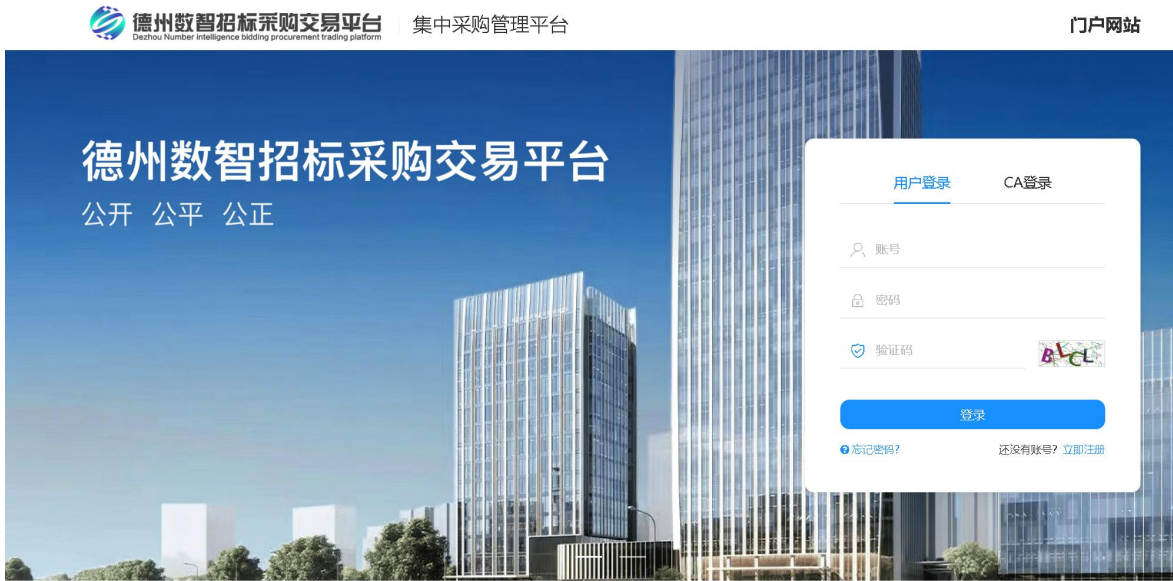 德州数智招标采购交易平台
Dezhou Number intelligence bidding procurement trading platform
集中采购管理平台
门户网站
德州数智招标采购交易平台
公开 公平 公正
用户登录 CA登录
账号
密码
验证码 BLCL
登录
忘记密码? 还没有账号? 立即注册